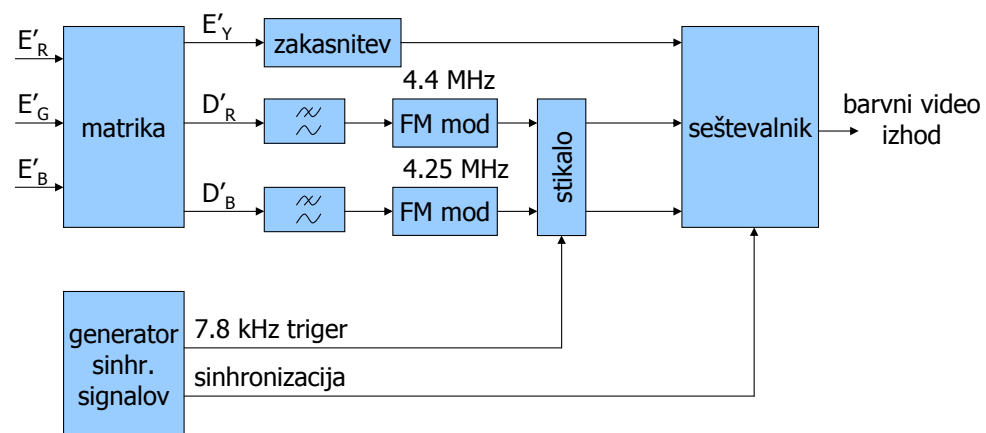 E'R
E'G
E'B
matrika
E'Y
zakasnitev
D'R
4.4 MHz
FM mod
D'B
4.25 MHz
FM mod
stikalo
seštevalnik
barvni video
izhod
generator
sinhr.
signalov
7.8 kHz triger
sinhronizacija